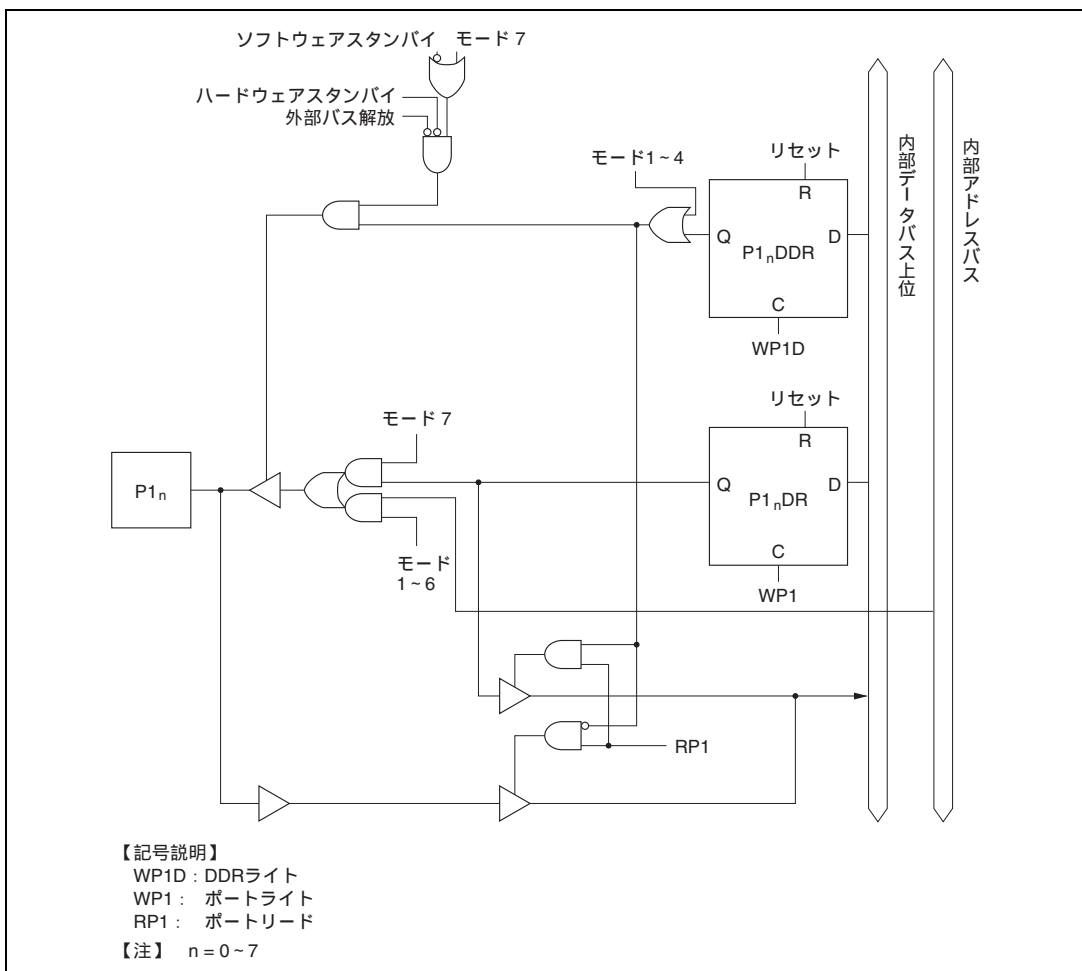 ソフトウェアスタンバイ モード 7
ハードウェアスタンバイ
外部バス解放
モード1~4
リセット
R
Q
D
P1nDDR
C
WP1D
内部データバス上位
内部アドレスバス
リセット
R
モード 7
P1n
Q
D
P1nDR
C
WP1
モード
1~6
RP1
【記号説明】
WP1D : DDRライト
WP1 : ポートライト
RP1 : ポートリード
【注】 n = 0~7